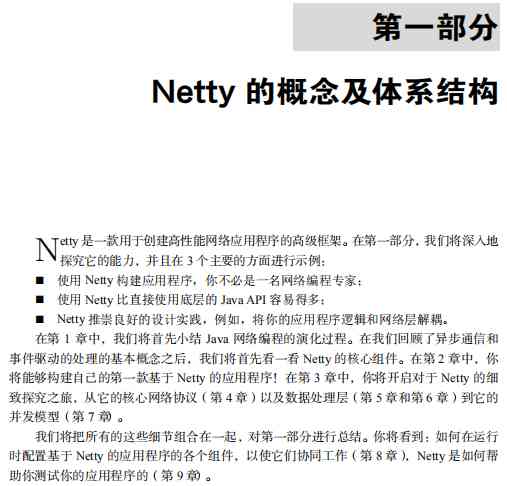 第一部分
Netty 的概念及体系结构
Netty 是一款用于创建高性能网络应用程序的高级框架。在第一部分，我们将深入地
探究它的能力，并且在 3 个主要的方面进行示例：
■ 使用 Netty 构建应用程序，你不必是一名网络编程专家；
■ 使用 Netty 比直接使用底层的 Java API 容易得多；
■ Netty 推崇良好的设计实践，例如，将你的应用程序逻辑和网络层解耦。
在第 1 章中，我们将首先小结 Java 网络编程的演化过程。在我们回顾了异步通信和
事件驱动的处理的基本概念之后，我们将首先看一看 Netty 的核心组件。在第 2 章中，你
将能够构建自己的第一款基于 Netty 的应用程序！在第 3 章中，你将开启对于 Netty 的细
致探究之旅，从它的核心网络协议（第 4 章）以及数据处理层（第 5 章和第 6 章）到它的
并发模型（第 7 章）。
我们将把所有的这些细节组合在一起，对第一部分进行总结。你将看到：如何在运行
时配置基于 Netty 的应用程序的各个组件，以使它们协同工作（第 8 章），Netty 是如何帮
助你测试你的应用程序的（第 9 章）。